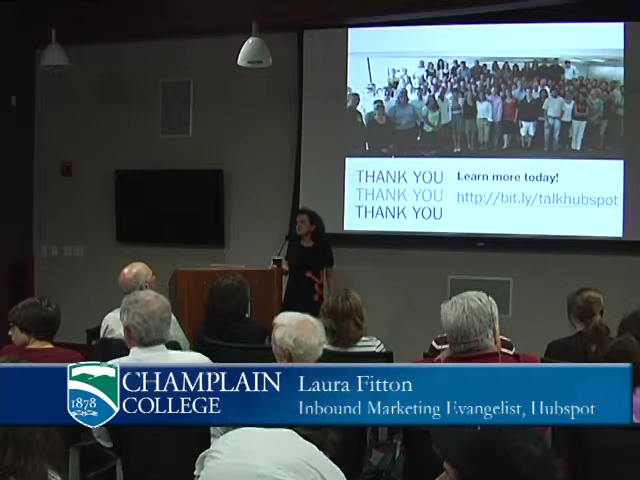 THANK YOU
THANK YOU
THANK YOU
Learn more today!
http://bit.ly/talkhubspot
1878
CHAMPLAIN
COLLEGE
Laura Fitton
Inbound Marketing Evangelist, Hubspot